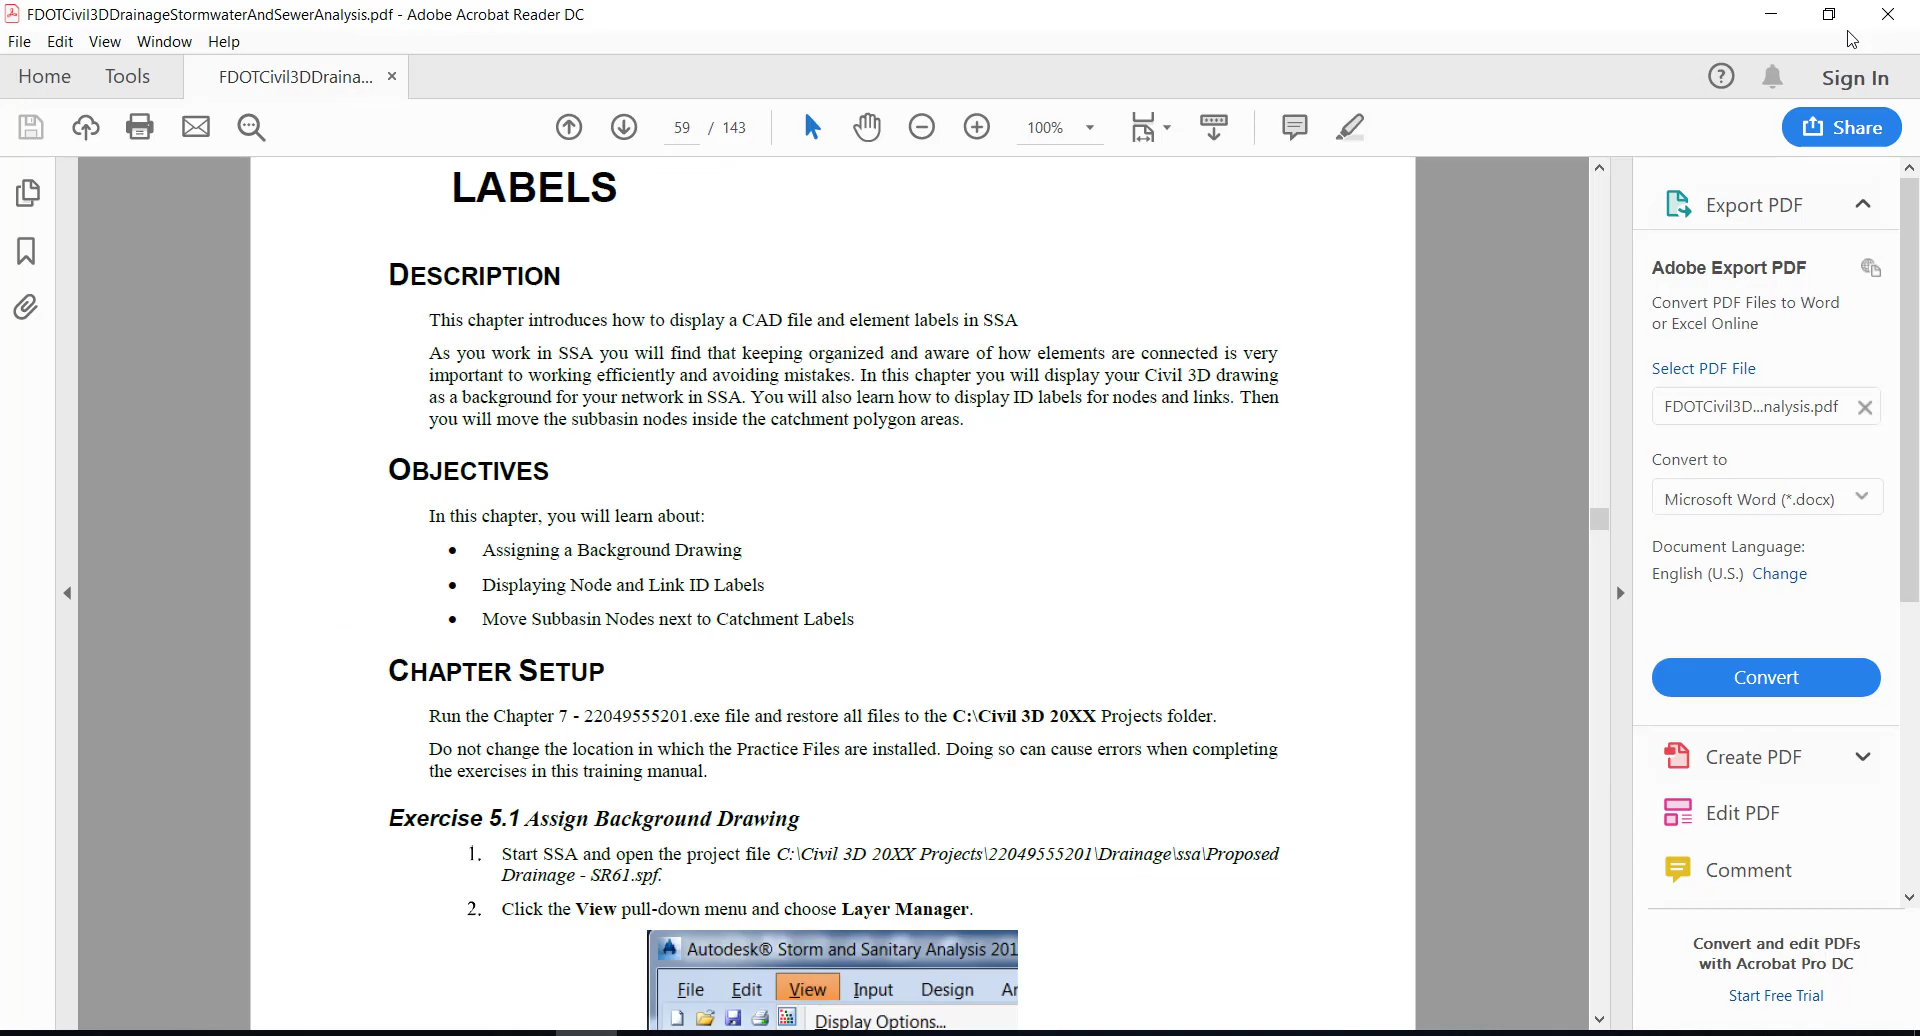 FDOTCivil3DDrainageStormwaterAndSewerAnalysis.pdf - Adobe Acrobat Reader DC
File Edit View Window Help
Home Tools FDOTCivil3DDraina... × Sign In
59 / 143 100% Share
LABELS
DESCRIPTION
This chapter introduces how to display a CAD file and element labels in SSA
As you work in SSA you will find that keeping organized and aware of how elements are connected is very
important to working efficiently and avoiding mistakes. In this chapter you will display your Civil 3D drawing
as a background for your network in SSA. You will also learn how to display ID labels for nodes and links. Then
you will move the subbasin nodes inside the catchment polygon areas.
OBJECTIVES
In this chapter, you will learn about:
• Assigning a Background Drawing
• Displaying Node and Link ID Labels
• Move Subbasin Nodes next to Catchment Labels
CHAPTER SETUP
Run the Chapter 7 - 22049555201.exe file and restore all files to the C:\Civil 3D 20XX Projects folder.
Do not change the location in which the Practice Files are installed. Doing so can cause errors when completing
the exercises in this training manual.
Exercise 5.1 Assign Background Drawing
1. Start SSA and open the project file C:\Civil 3D 20XX Projects\22049555201\Drainage\ssa\Proposed
Drainage - SR61.spf.
2. Click the View pull-down menu and choose Layer Manager.
Autodesk® Storm and Sanitary Analysis 201
File Edit View Input Design Ar
Display Options...
Export PDF
Adobe Export PDF
Convert PDF Files to Word
or Excel Online
Select PDF File
FDOTCivil3D...nalysis.pdf
Convert to
Microsoft Word (*.docx)
Document Language:
English (U.S.) Change
Convert
Create PDF
Edit PDF
Comment
Convert and edit PDFs
with Acrobat Pro DC
Start Free Trial